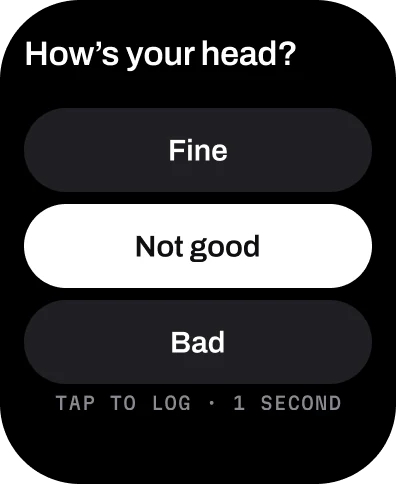 How’s your head?
Fine
Not good
Bad
TAP TO LOG · 1 SECOND